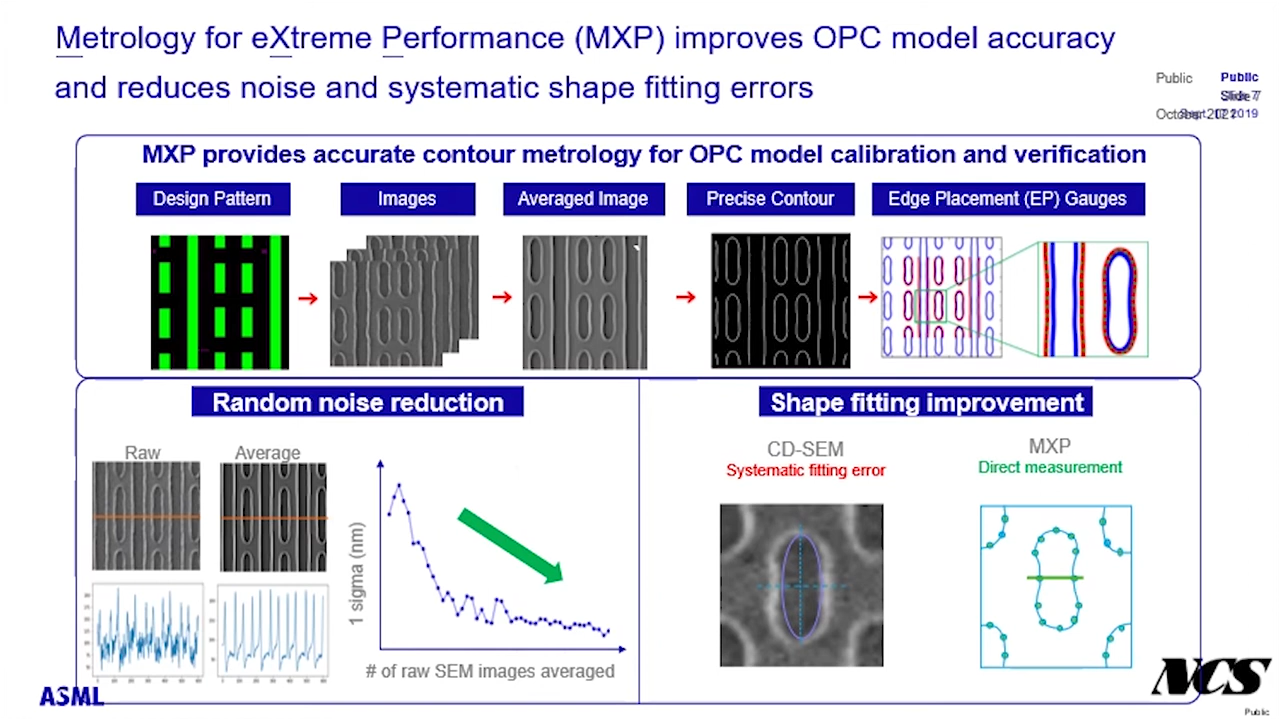 Metrology for eXtreme Performance (MXP) improves OPC model accuracy
and reduces noise and systematic shape fitting errors
Public Public
Slide 7
MXP provides accurate contour metrology for OPC model calibration and verification
Design Pattern
Images
Averaged Image
Precise Contour
Edge Placement (EP) Gauges
Random noise reduction
Shape fitting improvement
Raw
Average
1 sigma (nm)
# of raw SEM images averaged
CD-SEM
Systematic fitting error
MXP
Direct measurement
ASML
NCS
Public